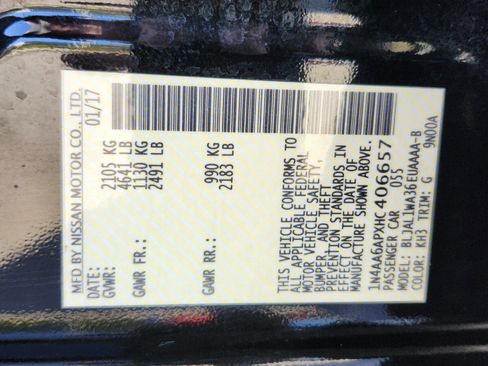 MFD BY NISSAN MOTOR CO., LTD. 01/17
GVWR: 2105 KG
4641 LB
GAWR FR.: 1130 KG
2491 LB
GAWR RR: 990 KG
2183 LB
THIS VEHICLE CONFORMS TO
ALL APPLICABLE FEDERAL
MOTOR VEHICLE SAFETY,
BUMPER, AND THEFT
PREVENTION STANDARDS IN
EFFECT ON THE DATE OF
MANUFACTURE SHOWN ABOVE.
1N4AA6APXHC406657
PASSENGER CAR 055
MODEL: BLJALIWA36EUAAAA-B
COLOR: KH3 TRIM: G 9N00A